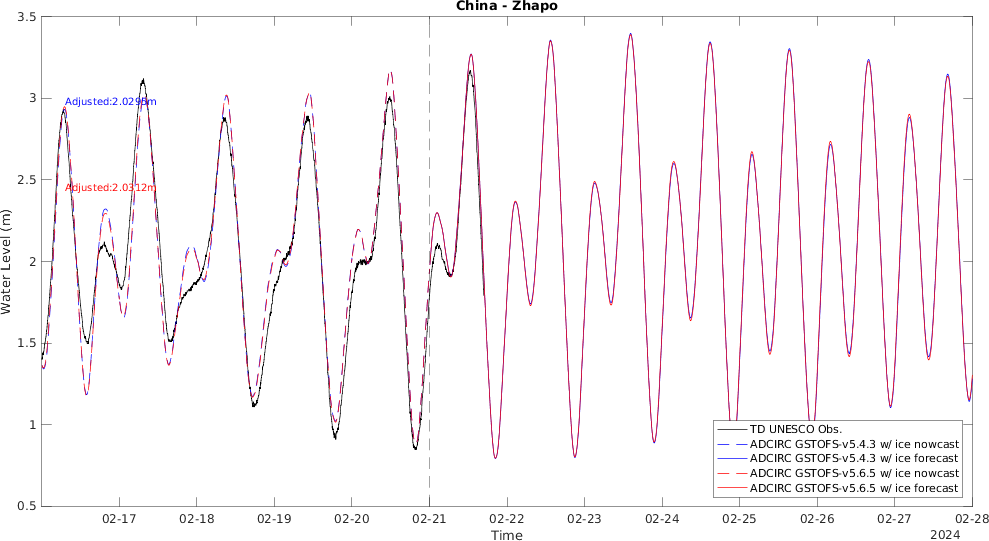 China - Zhapo
3.5
3
2.5
2
1.5
1
0.5
Water Level (m)
Adjusted:2.0295m
Adjusted:2.0312m
TD UNESCO Obs.
ADCIRC GSTOFS-v5.4.3 w/ ice nowcast
ADCIRC GSTOFS-v5.4.3 w/ ice forecast
ADCIRC GSTOFS-v5.6.5 w/ ice nowcast
ADCIRC GSTOFS-v5.6.5 w/ ice forecast
02-17 02-18 02-19 02-20 02-21 02-22 02-23 02-24 02-25 02-26 02-27 02-28
Time
2024